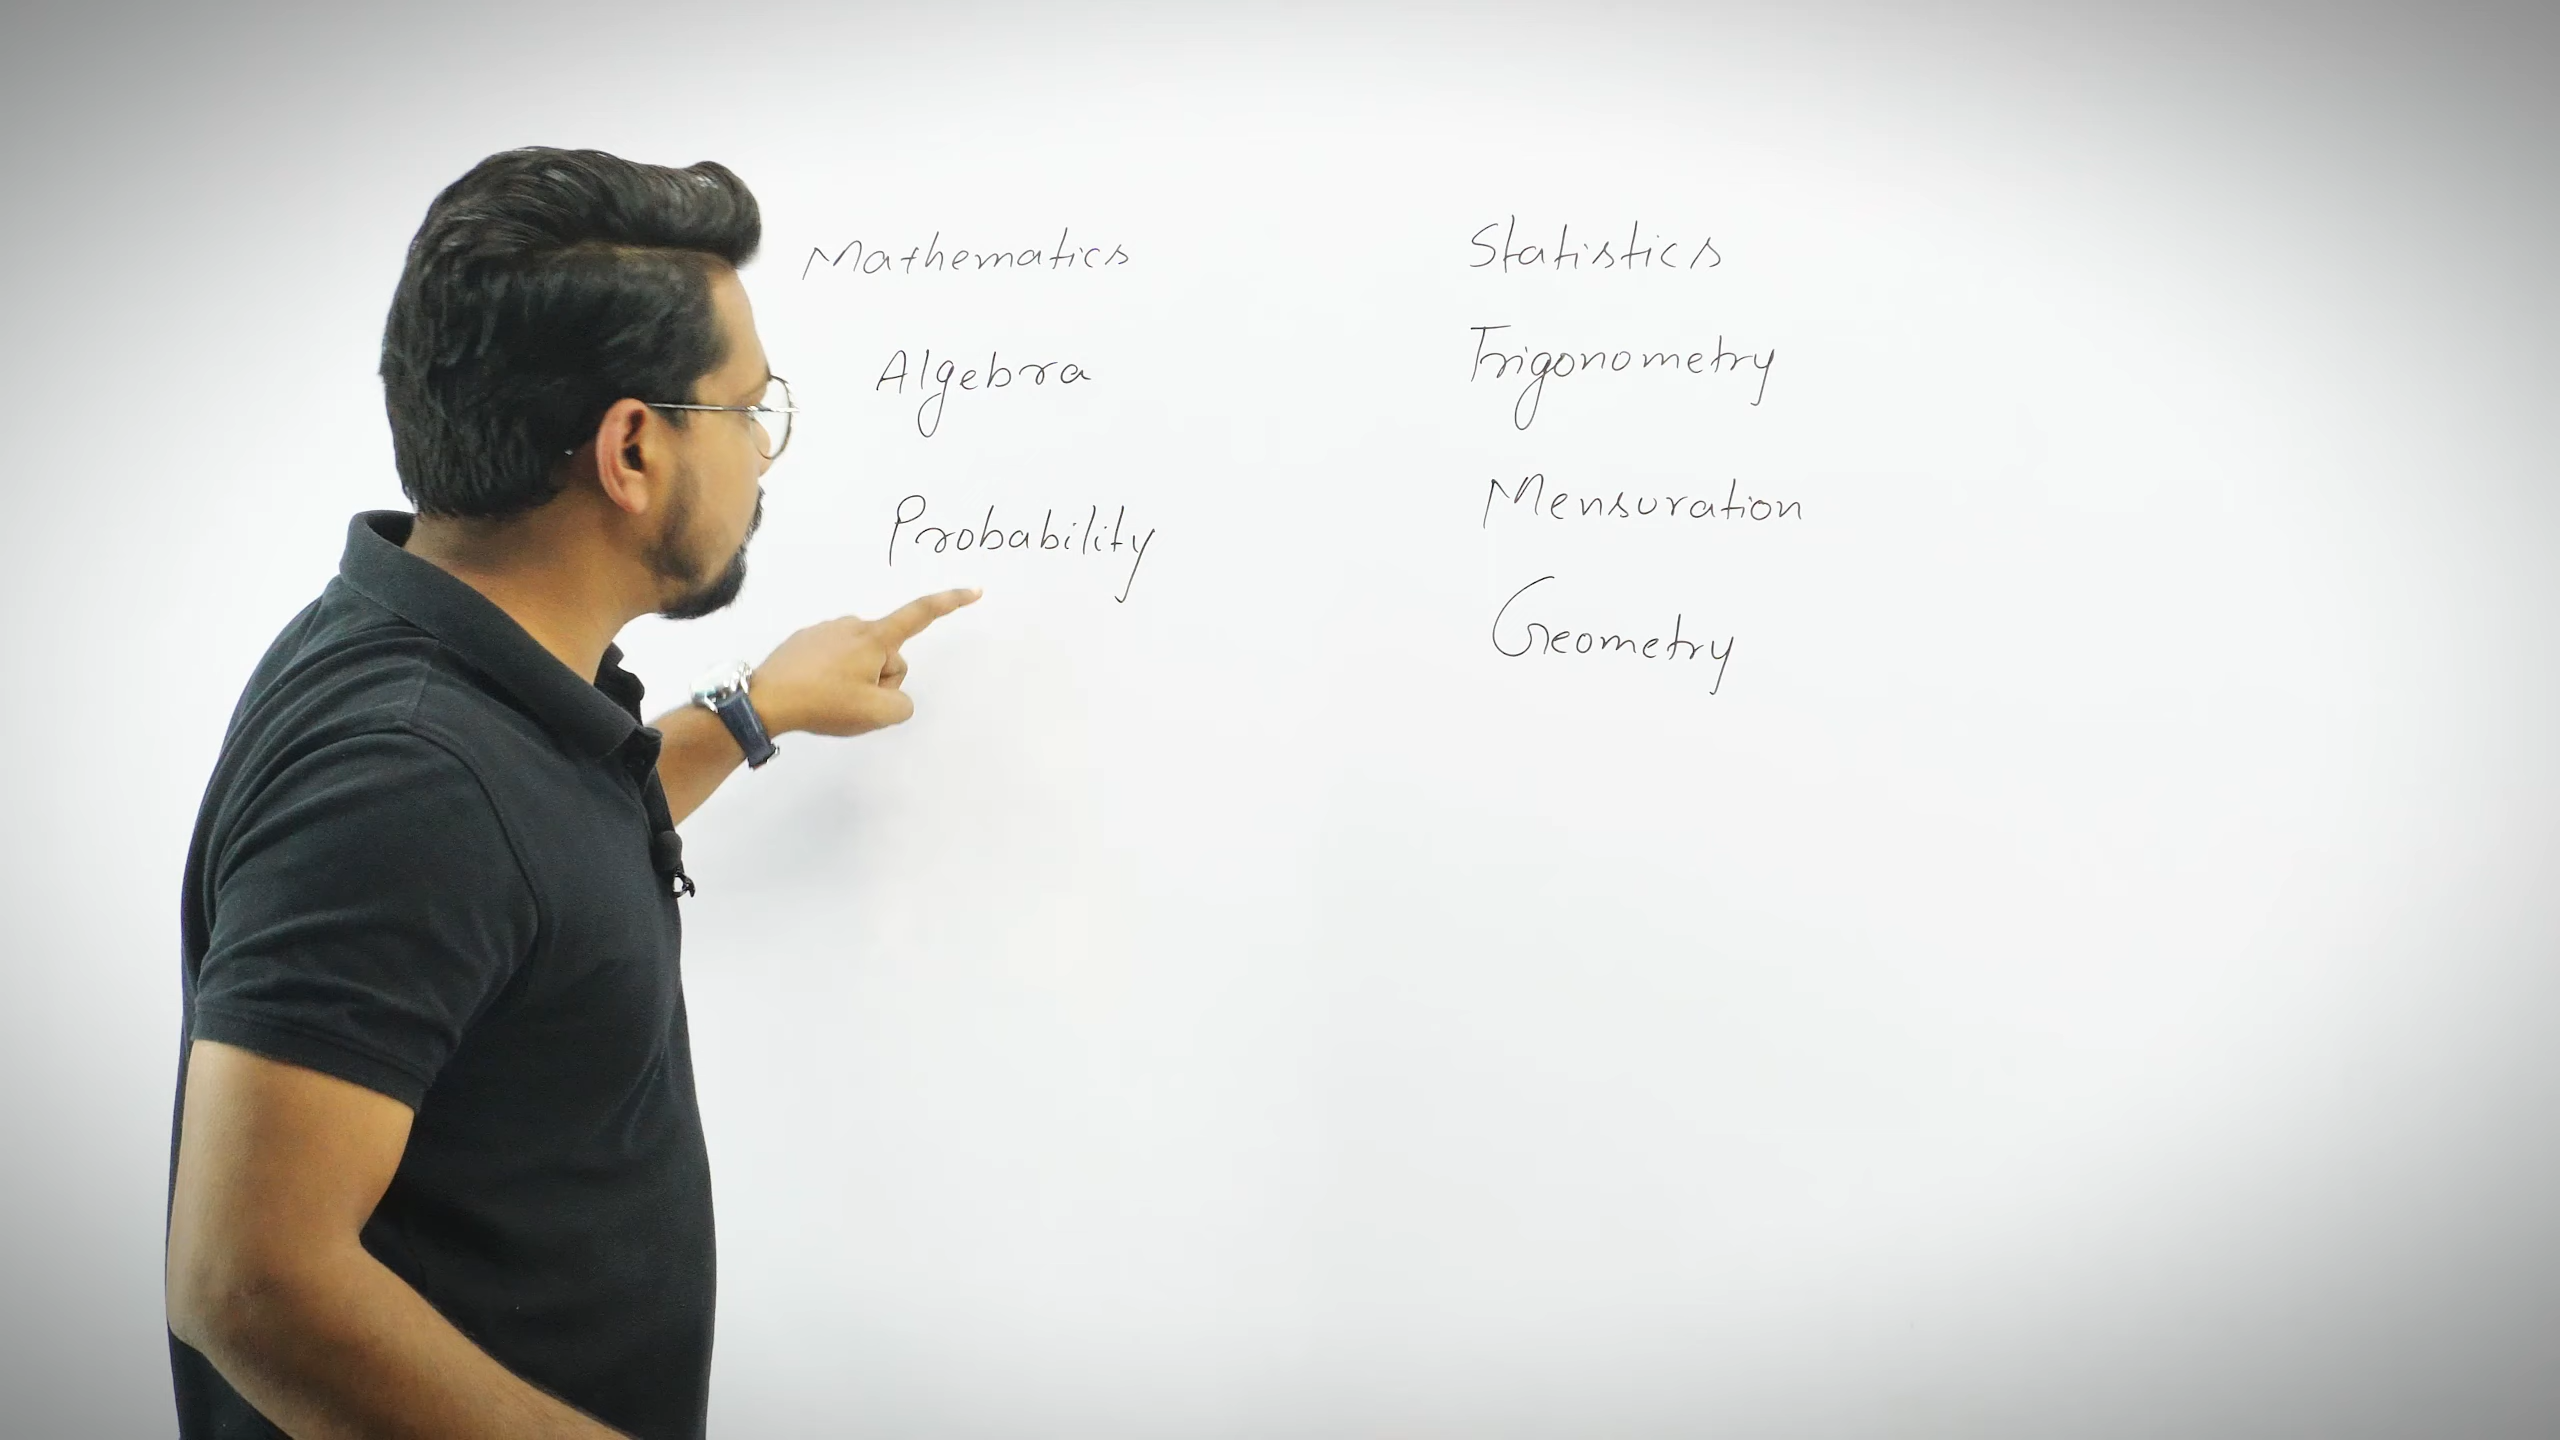 Mathematics
Algebra
Probability
Statistics
Trigonometry
Mensuration
Geometry